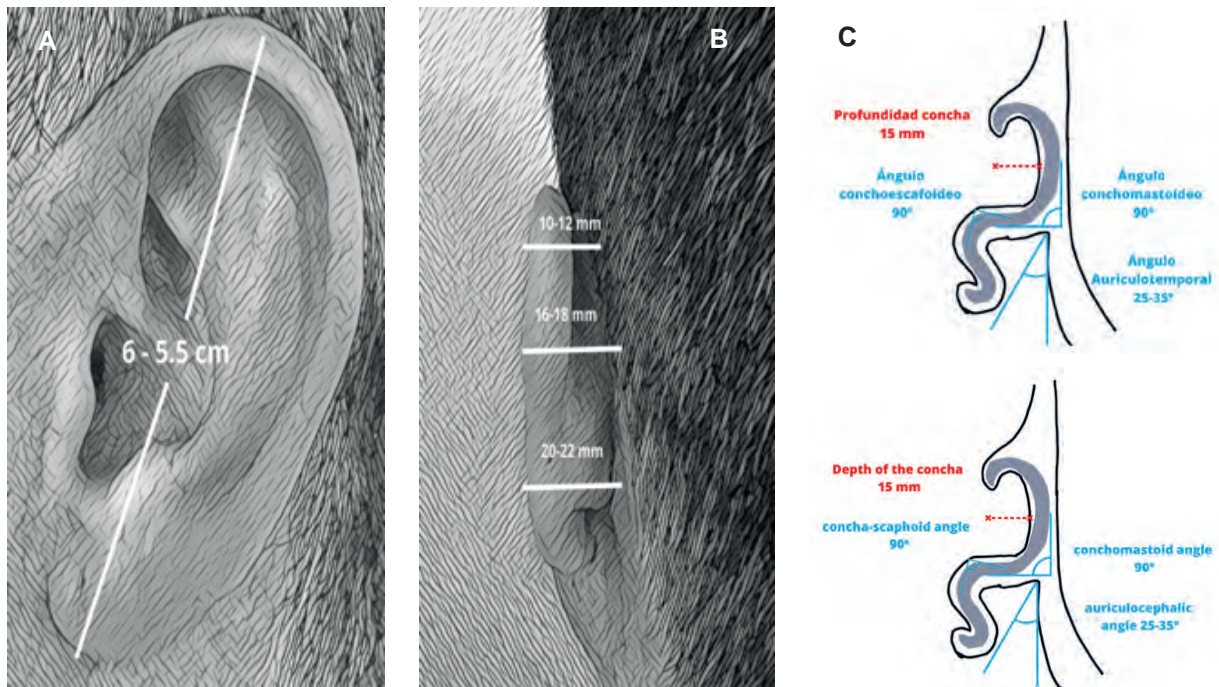 A
6 - 5.5 cm
B
10-12 mm
16-18 mm
20-22 mm
C
Profundidad concha
15 mm
Ángulo
conchoescafoideo
90°
Ángulo
conchomastoideo
90°
Ángulo
Auriculotemporal
25-35°
Depth of the concha
15 mm
concha-scaphoid angle
90°
conchomastoid angle
90°
auriculocephalic
angle 25-35°